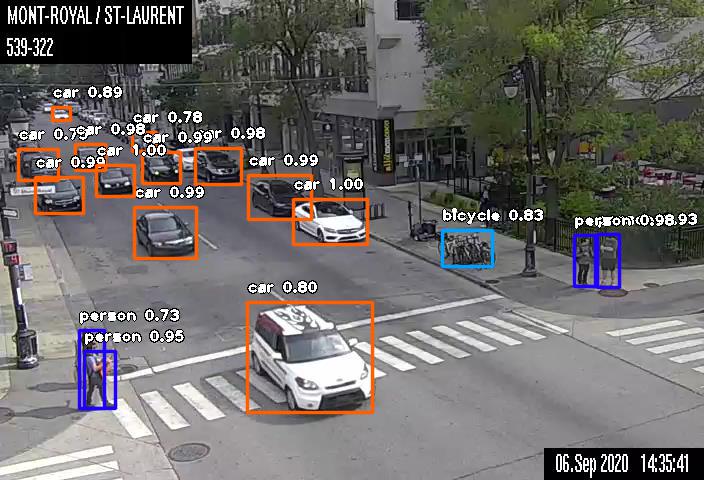 MONT-ROYAL / ST-LAURENT
539-322
car 0.89
car 0.78
car 0.98
car 0.98
car 0.99
car 1.00
car 0.99
car 0.99
car 0.99
car 1.00
bicycle 0.83
person 0.98
car 0.80
person 0.73
person 0.95
06.Sep 2020 14:35:41